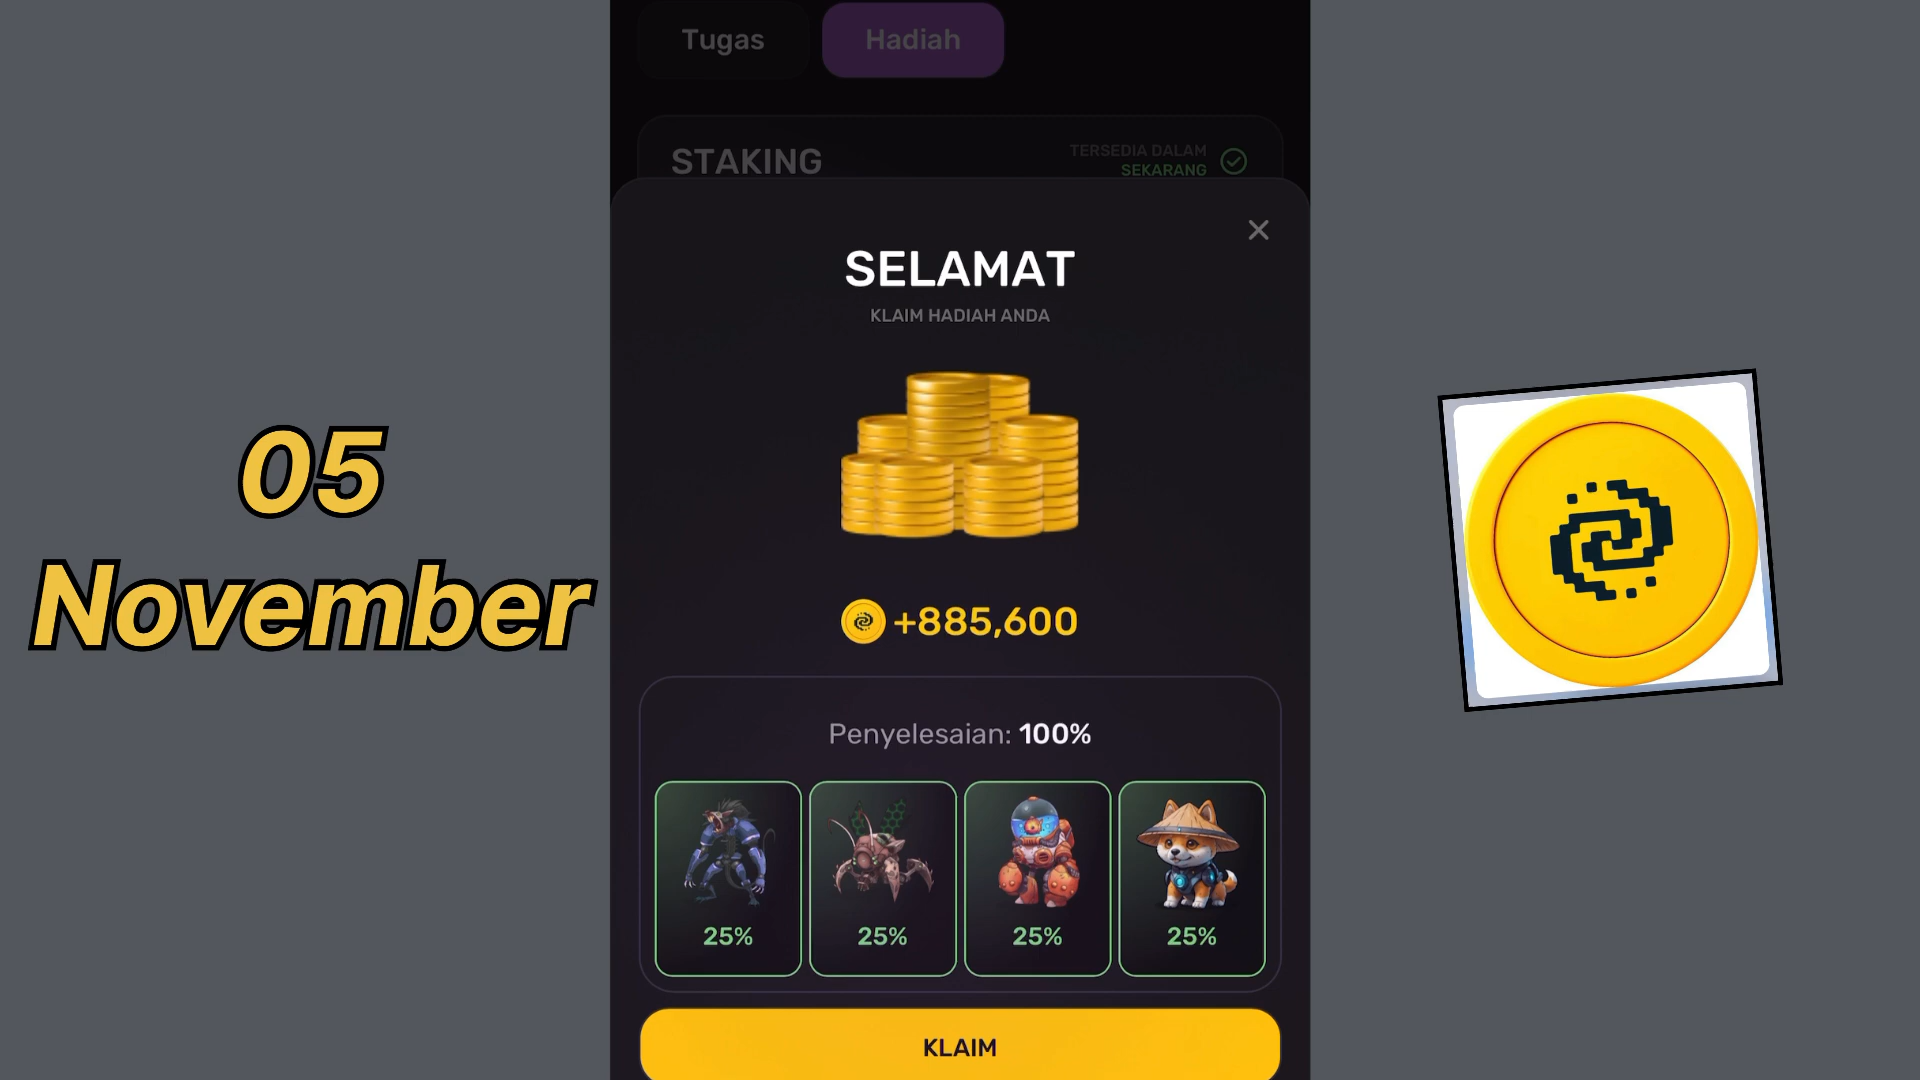 Tugas
Hadiah
STAKING
TERSEDIA DALAM
SEKARANG
SELAMAT
KLAIM HADIAH ANDA
05
November
+885,600
Penyelesaian: 100%
25%
25%
25%
25%
KLAIM